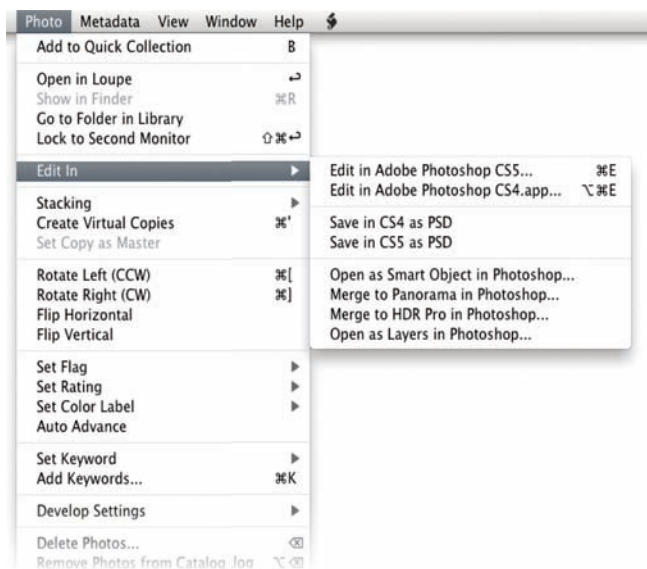 Photo Metadata View Window Help
Add to Quick Collection B
Open in Loupe ↩
Show in Finder ⌘R
Go to Folder in Library
Lock to Second Monitor ⇧⌘↩
Edit In ▶
Edit in Adobe Photoshop CS5... ⌘E
Edit in Adobe Photoshop CS4.app... ⌥⌘E
Save in CS4 as PSD
Save in CS5 as PSD
Open as Smart Object in Photoshop...
Merge to Panorama in Photoshop...
Merge to HDR Pro in Photoshop...
Open as Layers in Photoshop...
Stacking ▶
Create Virtual Copies ⌘'
Set Copy as Master
Rotate Left (CCW) ⌘[
Rotate Right (CW) ⌘]
Flip Horizontal
Flip Vertical
Set Flag ▶
Set Rating ▶
Set Color Label ▶
Auto Advance
Set Keyword ▶
Add Keywords... ⌘K
Develop Settings ▶
Delete Photos... ⌫
Remove Photos from Catalog ⌥⌫